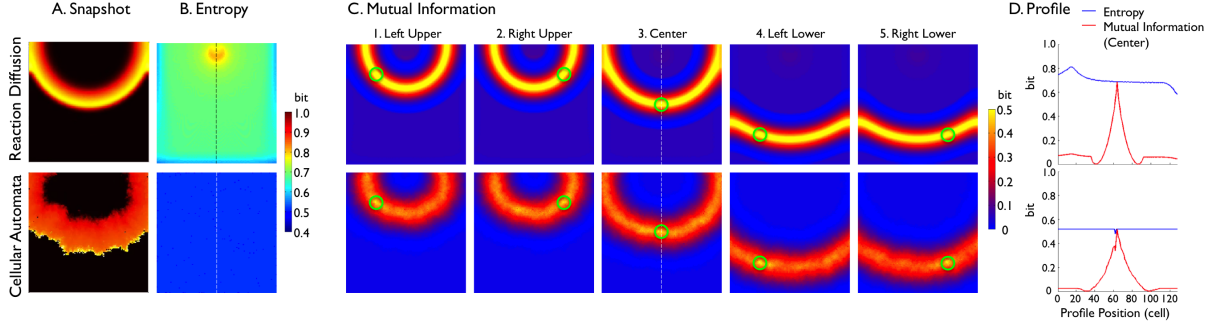 A. Snapshot
B. Entropy
C. Mutual Information
D. Profile
Entropy
Mutual Information
(Center)
1. Left Upper
2. Right Upper
3. Center
4. Left Lower
5. Right Lower
Reaction Diffusion
Cellular Automata
bit
1.0
0.9
0.8
0.7
0.6
0.5
0.4
bit
0.5
0.4
0.3
0.2
0.1
0
bit
1.0
0.8
0.6
0.4
0.2
0
bit
1.0
0.8
0.6
0.4
0.2
0
0 20 40 60 80 100 120
Profile Position (cell)